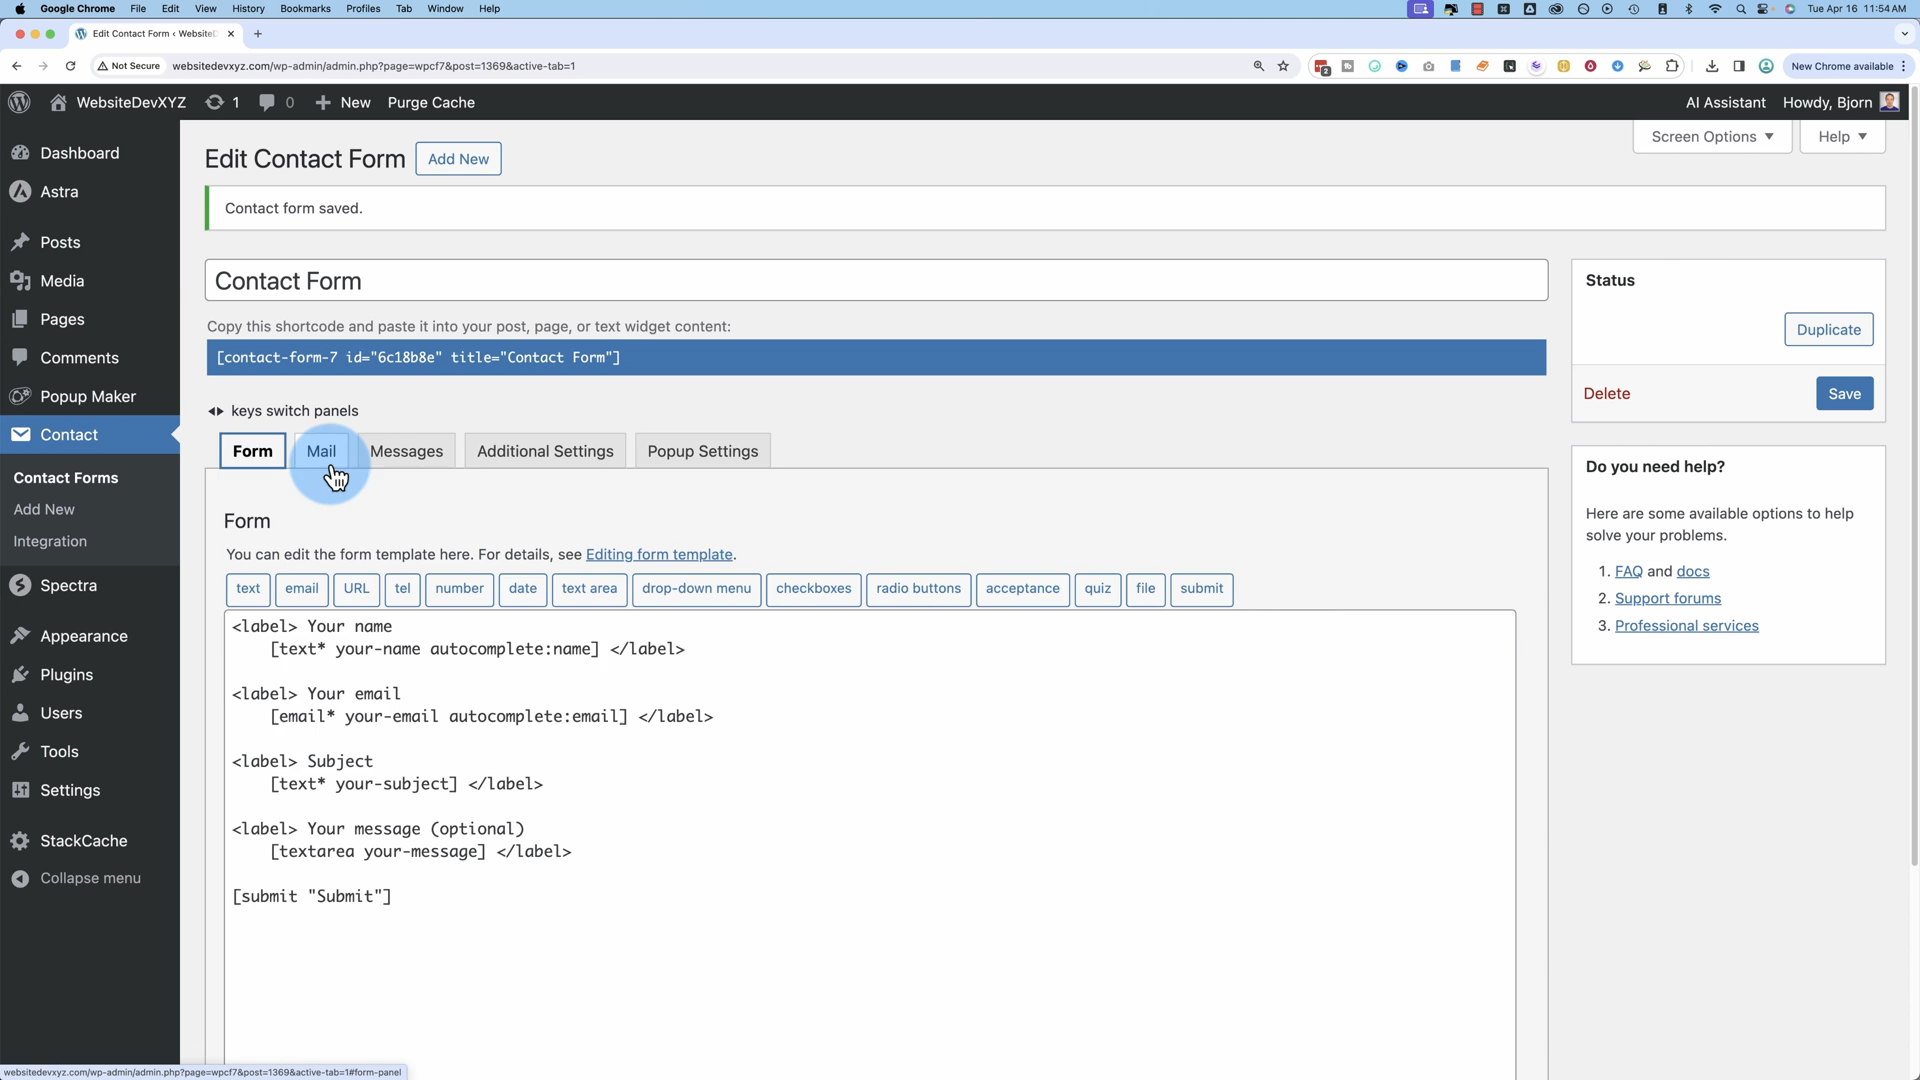 Google Chrome File Edit View History Bookmarks Profiles Tab Window Help Tue Apr 16 11:54 AM
Edit Contact Form ‹ WebsiteD
Not Secure websitedevxyz.com/wp-admin/admin.php?page=wpcf7&post=1369&active-tab=1 2 New Chrome available
WebsiteDevXYZ 1 0 New Purge Cache AI Assistant Howdy, Bjorn
Screen Options Help
Dashboard
Astra
Posts
Media
Pages
Comments
Popup Maker
Contact
Contact Forms
Add New
Integration
Spectra
Appearance
Plugins
Users
Tools
Settings
StackCache
Collapse menu
Edit Contact Form Add New
Contact form saved.
Contact Form
Copy this shortcode and paste it into your post, page, or text widget content:
[contact-form-7 id="6c18b8e" title="Contact Form"]
keys switch panels
Form Mail Messages Additional Settings Popup Settings
Form
You can edit the form template here. For details, see Editing form template.
text email URL tel number date text area drop-down menu checkboxes radio buttons acceptance quiz file submit
<label> Your name
[text* your-name autocomplete:name] </label>
<label> Your email
[email* your-email autocomplete:email] </label>
<label> Subject
[text* your-subject] </label>
<label> Your message (optional)
[textarea your-message] </label>
[submit "Submit"]
Status
Duplicate
Delete Save
Do you need help?
Here are some available options to help
solve your problems.
1. FAQ and docs
2. Support forums
3. Professional services
websitedevxyz.com/wp-admin/admin.php?page=wpcf7&post=1369&active-tab=1#form-panel